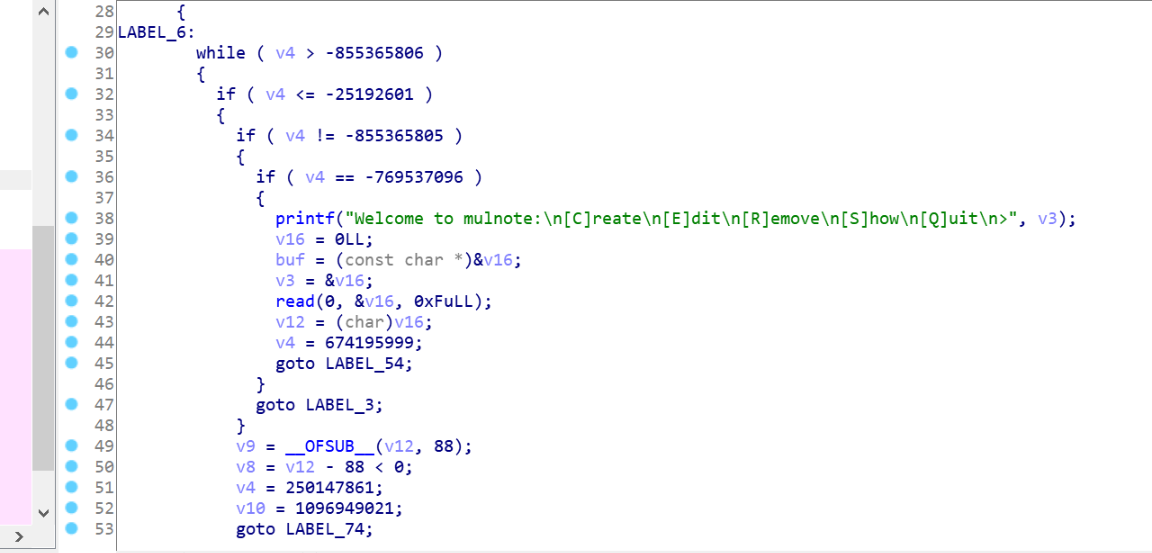 28 {
29 LABEL_6:
30 while ( v4 > -855365806 )
31 {
32 if ( v4 <= -25192601 )
33 {
34 if ( v4 != -855365805 )
35 {
36 if ( v4 == -769537096 )
37 {
38 printf("Welcome to mulnote:\n[C]reate\n[E]dit\n[R]emove\n[S]how\n[Q]uit\n>", v3);
39 v16 = 0LL;
40 buf = (const char *)&v16;
41 v3 = &v16;
42 read(0, &v16, 0xFuLL);
43 v12 = (char)v16;
44 v4 = 674195999;
45 goto LABEL_54;
46 }
47 goto LABEL_3;
48 }
49 v9 = __OFSUB__(v12, 88);
50 v8 = v12 - 88 < 0;
51 v4 = 250147861;
52 v10 = 1096949021;
53 goto LABEL_74;